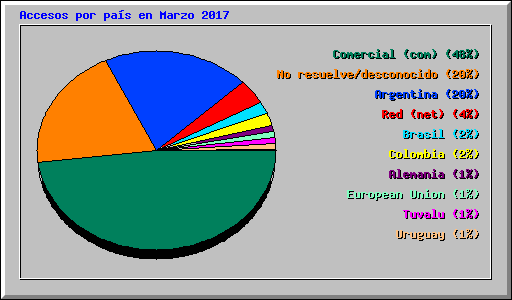 Accesos por país en Marzo 2017
Comercial (com) (48%)
No resuelve/desconocido (20%)
Argentina (20%)
Red (net) (4%)
Brasil (2%)
Colombia (2%)
Alemania (1%)
European Union (1%)
Tuvalu (1%)
Uruguay (1%)